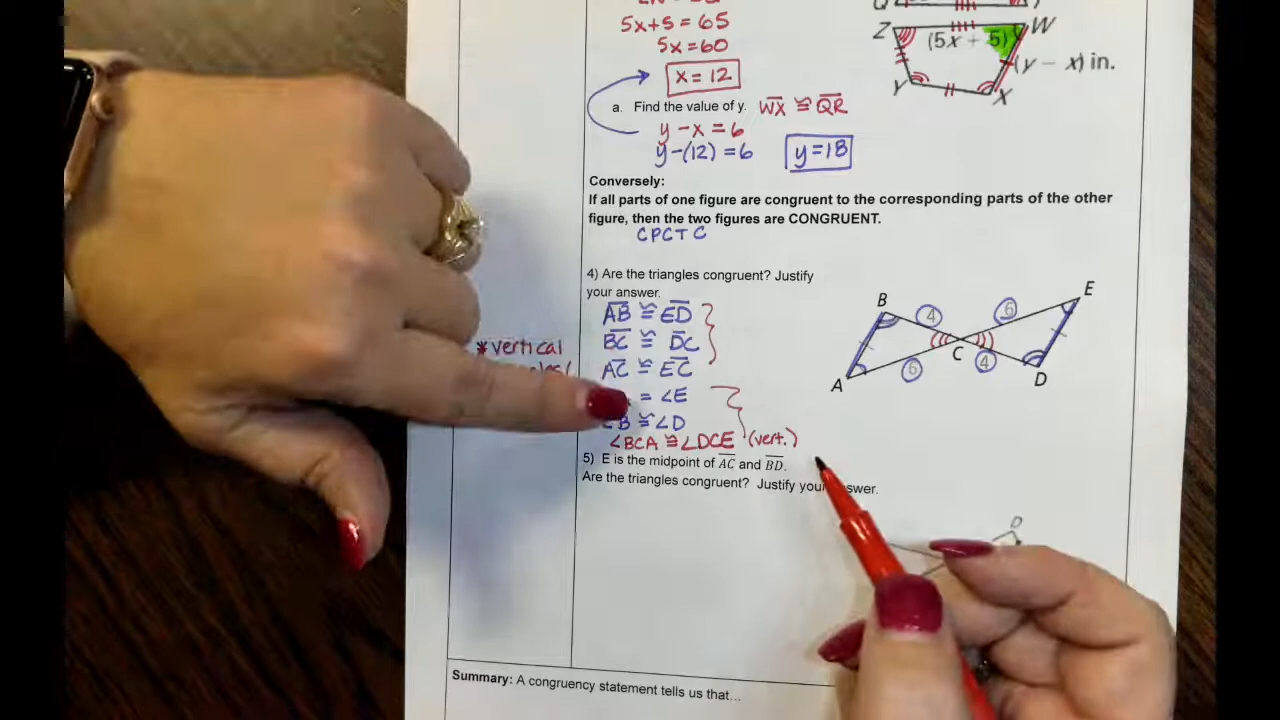 5x+5 = 65
5x = 60
x = 12
a. Find the value of y. WX ≅ QR
y - x = 6
y-(12) = 6 y = 18
Z W
(5x + 5)
(y − x) in.
Y X
Conversely:
If all parts of one figure are congruent to the corresponding parts of the other
figure, then the two figures are CONGRUENT.
CPCTC
4) Are the triangles congruent? Justify
your answer.
AB ≅ ED
BC ≅ DC
AC ≅ EC
= ∠E
∠B ≅ ∠D
∠BCA ≅ ∠DCE (vert.)
*vertical
B 4 6 E
C
A 6 4 D
5) E is the midpoint of AC and BD.
Are the triangles congruent? Justify your answer.
D
Summary: A congruency statement tells us that...